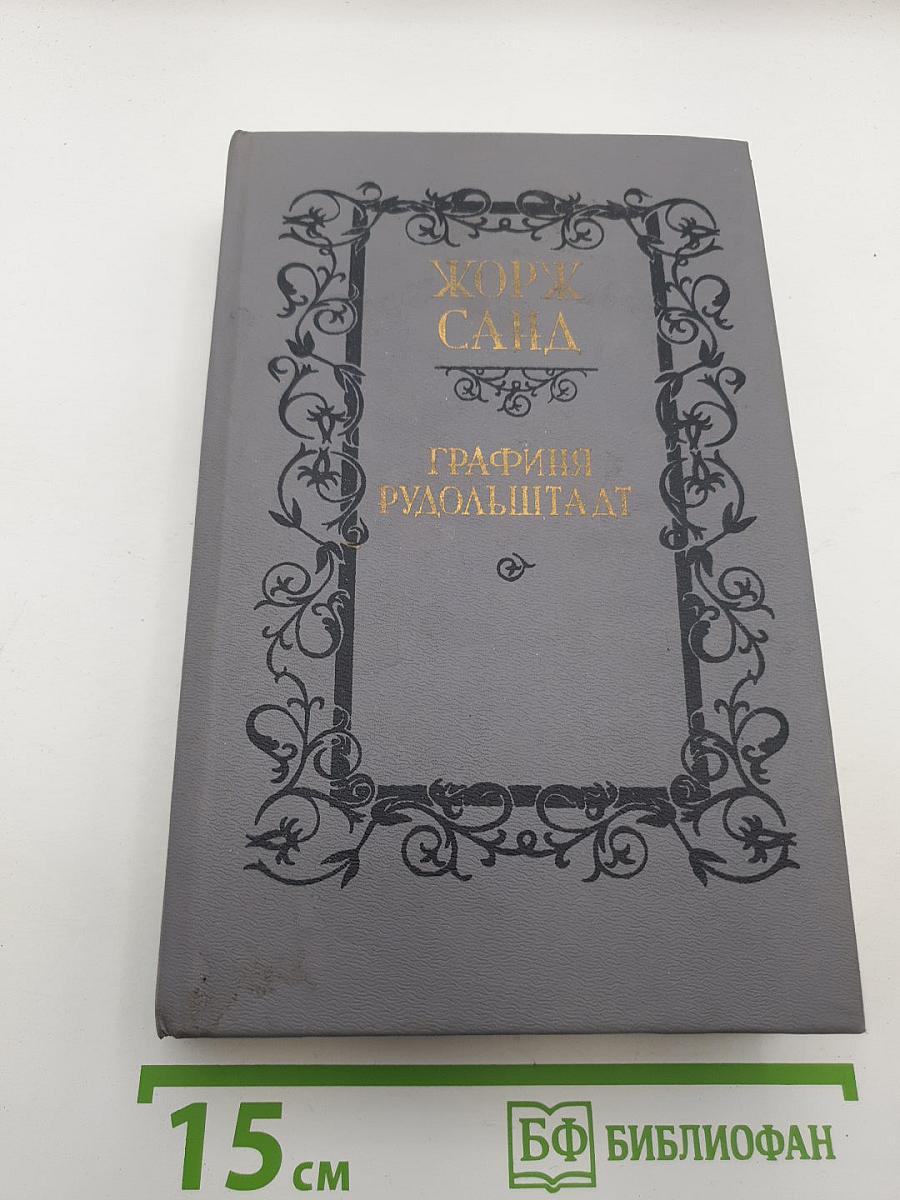 ЖОРЖ
САНД
ГРАФИНЯ
РУДОЛЬШТАДТ
15 см
БФ БИБЛИОФАН